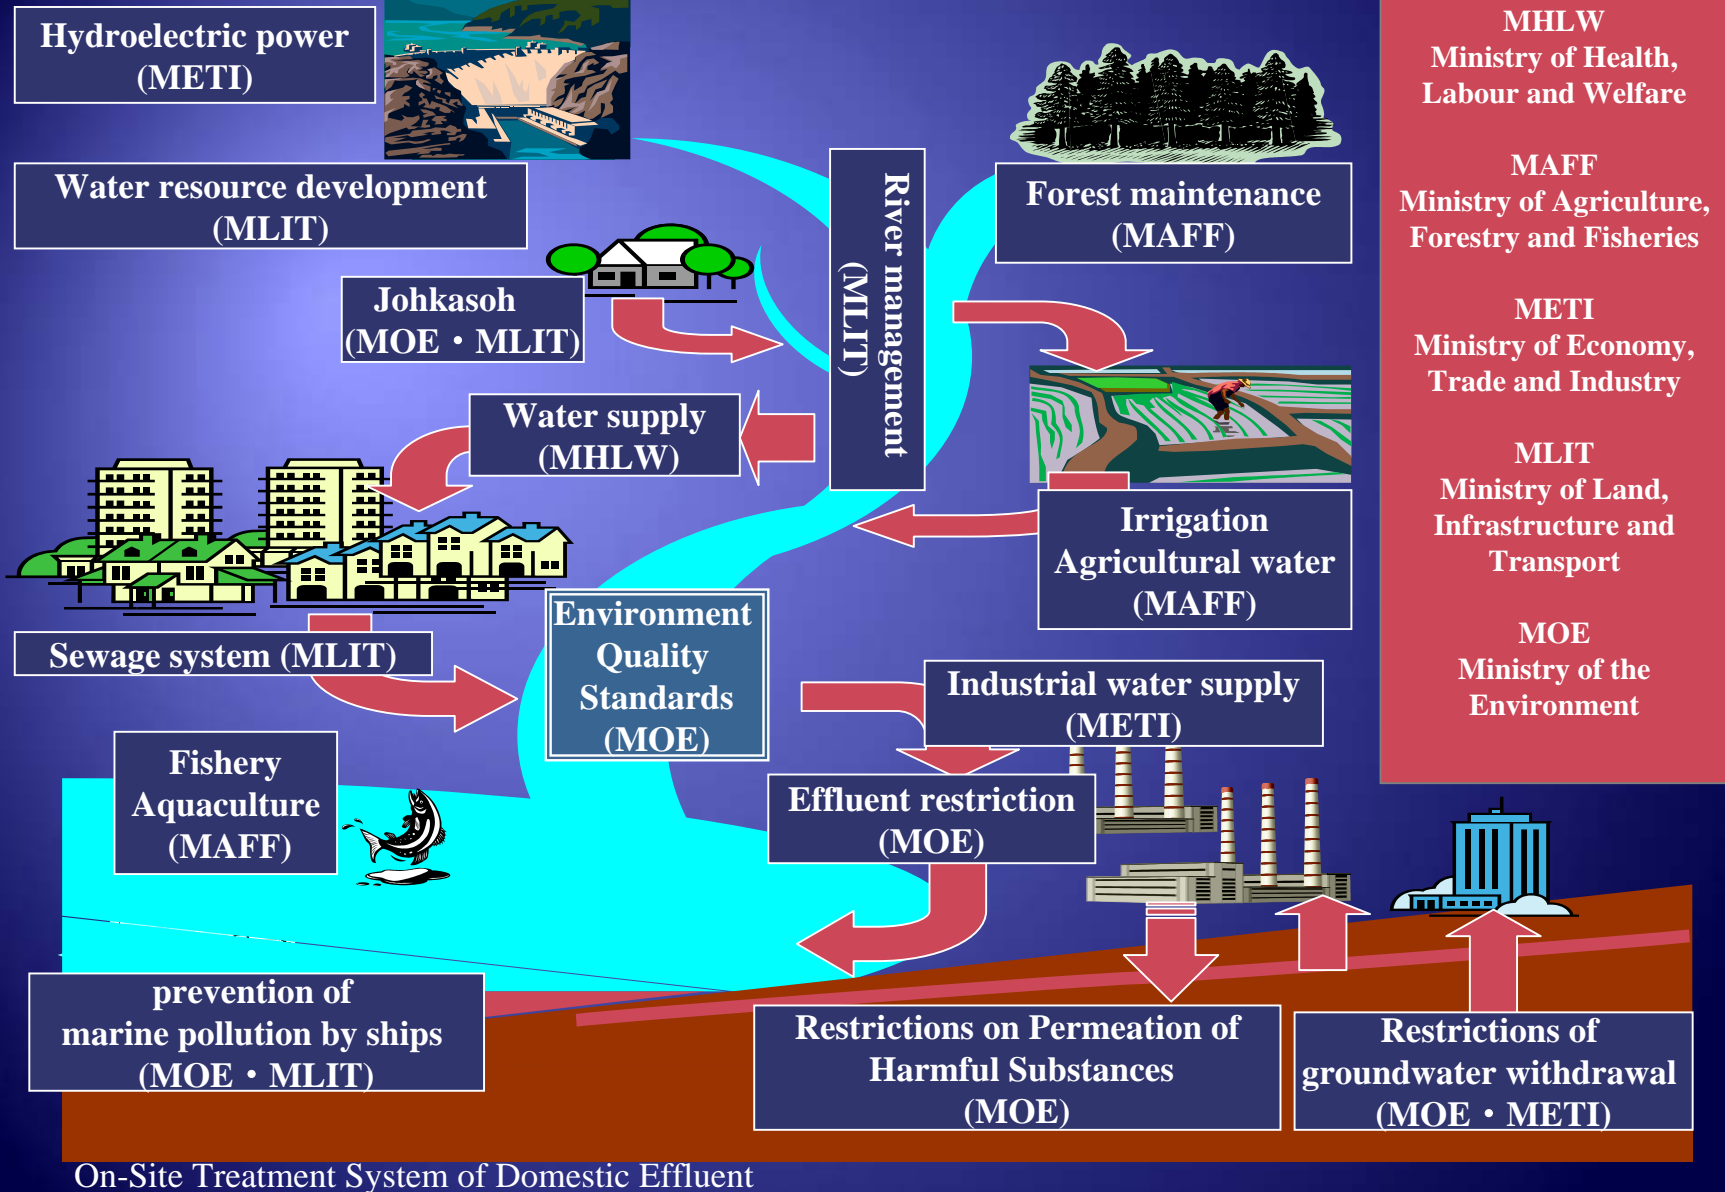 Hydroelectric power
(METI)
Water resource development
(MLIT)
Johkasoh
(MOE・MLIT)
River management
(MLIT)
Forest maintenance
(MAFF)
Water supply
(MHLW)
Irrigation
Agricultural water
(MAFF)
Sewage system (MLIT)
Environment
Quality
Standards
(MOE)
Industrial water supply
(METI)
Fishery
Aquaculture
(MAFF)
Effluent restriction
(MOE)
prevention of
marine pollution by ships
(MOE・MLIT)
Restrictions on Permeation of
Harmful Substances
(MOE)
Restrictions of
groundwater withdrawal
(MOE・METI)
On-Site Treatment System of Domestic Effluent
MHLW
Ministry of Health,
Labour and Welfare
MAFF
Ministry of Agriculture,
Forestry and Fisheries
METI
Ministry of Economy,
Trade and Industry
MLIT
Ministry of Land,
Infrastructure and
Transport
MOE
Ministry of the
Environment